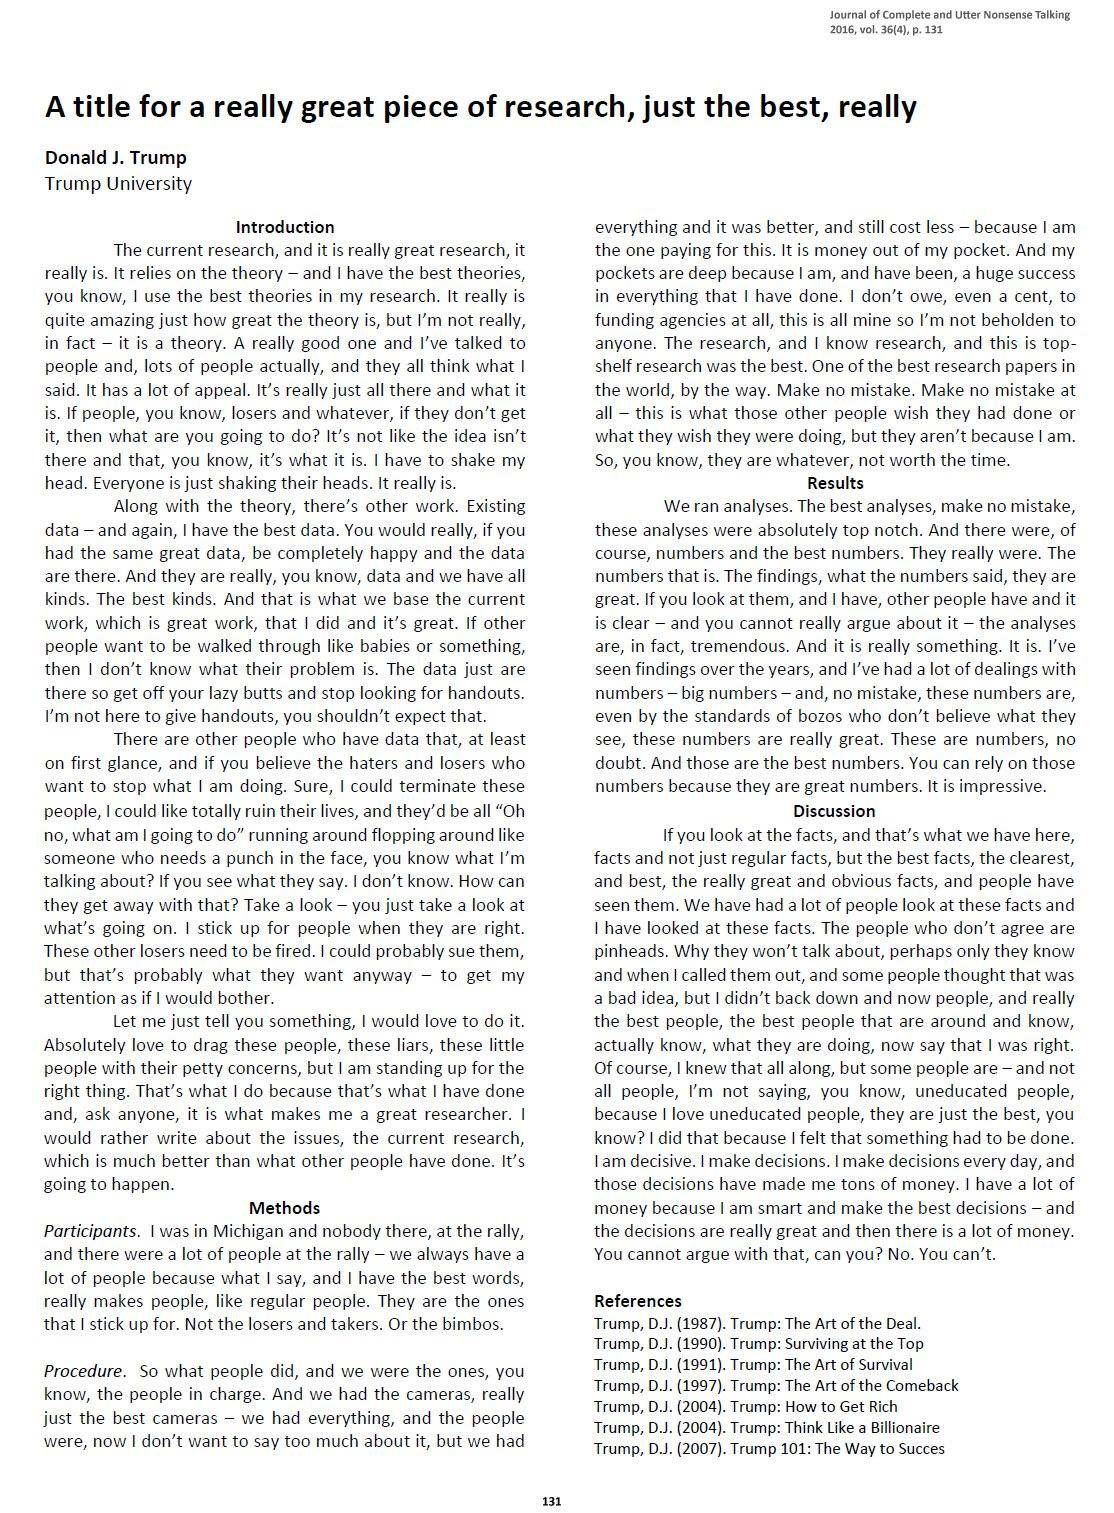 Journal of Complete and Utter Nonsense Talking
2016, vol. 36(4), p. 131
A title for a really great piece of research, just the best, really
Donald J. Trump
Trump University
Introduction
The current research, and it is really great research, it
really is. It relies on the theory – and I have the best theories,
you know, I use the best theories in my research. It really is
quite amazing just how great the theory is, but I’m not really,
in fact – it is a theory. A really good one and I’ve talked to
people and, lots of people actually, and they all think what I
said. It has a lot of appeal. It’s really just all there and what it
is. If people, you know, losers and whatever, if they don’t get
it, then what are you going to do? It’s not like the idea isn’t
there and that, you know, it’s what it is. I have to shake my
head. Everyone is just shaking their heads. It really is.
Along with the theory, there’s other work. Existing
data – and again, I have the best data. You would really, if you
had the same great data, be completely happy and the data
are there. And they are really, you know, data and we have all
kinds. The best kinds. And that is what we base the current
work, which is great work, that I did and it’s great. If other
people want to be walked through like babies or something,
then I don’t know what their problem is. The data just are
there so get off your lazy butts and stop looking for handouts.
I’m not here to give handouts, you shouldn’t expect that.
There are other people who have data that, at least
on first glance, and if you believe the haters and losers who
want to stop what I am doing. Sure, I could terminate these
people, I could like totally ruin their lives, and they’d be all “Oh
no, what am I going to do” running around flopping around like
someone who needs a punch in the face, you know what I’m
talking about? If you see what they say. I don’t know. How can
they get away with that? Take a look – you just take a look at
what’s going on. I stick up for people when they are right.
These other losers need to be fired. I could probably sue them,
but that’s probably what they want anyway – to get my
attention as if I would bother.
Let me just tell you something, I would love to do it.
Absolutely love to drag these people, these liars, these little
people with their petty concerns, but I am standing up for the
right thing. That’s what I do because that’s what I have done
and, ask anyone, it is what makes me a great researcher. I
would rather write about the issues, the current research,
which is much better than what other people have done. It’s
going to happen.
Methods
Participants. I was in Michigan and nobody there, at the rally,
and there were a lot of people at the rally – we always have a
lot of people because what I say, and I have the best words,
really makes people, like regular people. They are the ones
that I stick up for. Not the losers and takers. Or the bimbos.
Procedure. So what people did, and we were the ones, you
know, the people in charge. And we had the cameras, really
just the best cameras – we had everything, and the people
were, now I don’t want to say too much about it, but we had
everything and it was better, and still cost less – because I am
the one paying for this. It is money out of my pocket. And my
pockets are deep because I am, and have been, a huge success
in everything that I have done. I don’t owe, even a cent, to
funding agencies at all, this is all mine so I’m not beholden to
anyone. The research, and I know research, and this is top-
shelf research was the best. One of the best research papers in
the world, by the way. Make no mistake. Make no mistake at
all – this is what those other people wish they had done or
what they wish they were doing, but they aren’t because I am.
So, you know, they are whatever, not worth the time.
Results
We ran analyses. The best analyses, make no mistake,
these analyses were absolutely top notch. And there were, of
course, numbers and the best numbers. They really were. The
numbers that is. The findings, what the numbers said, they are
great. If you look at them, and I have, other people have and it
is clear – and you cannot really argue about it – the analyses
are, in fact, tremendous. And it is really something. It is. I’ve
seen findings over the years, and I’ve had a lot of dealings with
numbers – big numbers – and, no mistake, these numbers are,
even by the standards of bozos who don’t believe what they
see, these numbers are really great. These are numbers, no
doubt. And those are the best numbers. You can rely on those
numbers because they are great numbers. It is impressive.
Discussion
If you look at the facts, and that’s what we have here,
facts and not just regular facts, but the best facts, the clearest,
and best, the really great and obvious facts, and people have
seen them. We have had a lot of people look at these facts and
I have looked at these facts. The people who don’t agree are
pinheads. Why they won’t talk about, perhaps only they know
and when I called them out, and some people thought that was
a bad idea, but I didn’t back down and now people, and really
the best people, the best people that are around and know,
actually know, what they are doing, now say that I was right.
Of course, I knew that all along, but some people are – and not
all people, I’m not saying, you know, uneducated people,
because I love uneducated people, they are just the best, you
know? I did that because I felt that something had to be done.
I am decisive. I make decisions. I make decisions every day, and
those decisions have made me tons of money. I have a lot of
money because I am smart and make the best decisions – and
the decisions are really great and then there is a lot of money.
You cannot argue with that, can you? No. You can’t.
References
Trump, D.J. (1987). Trump: The Art of the Deal.
Trump, D.J. (1990). Trump: Surviving at the Top
Trump, D.J. (1991). Trump: The Art of Survival
Trump, D.J. (1997). Trump: The Art of the Comeback
Trump, D.J. (2004). Trump: How to Get Rich
Trump, D.J. (2004). Trump: Think Like a Billionaire
Trump, D.J. (2007). Trump 101: The Way to Succes
131